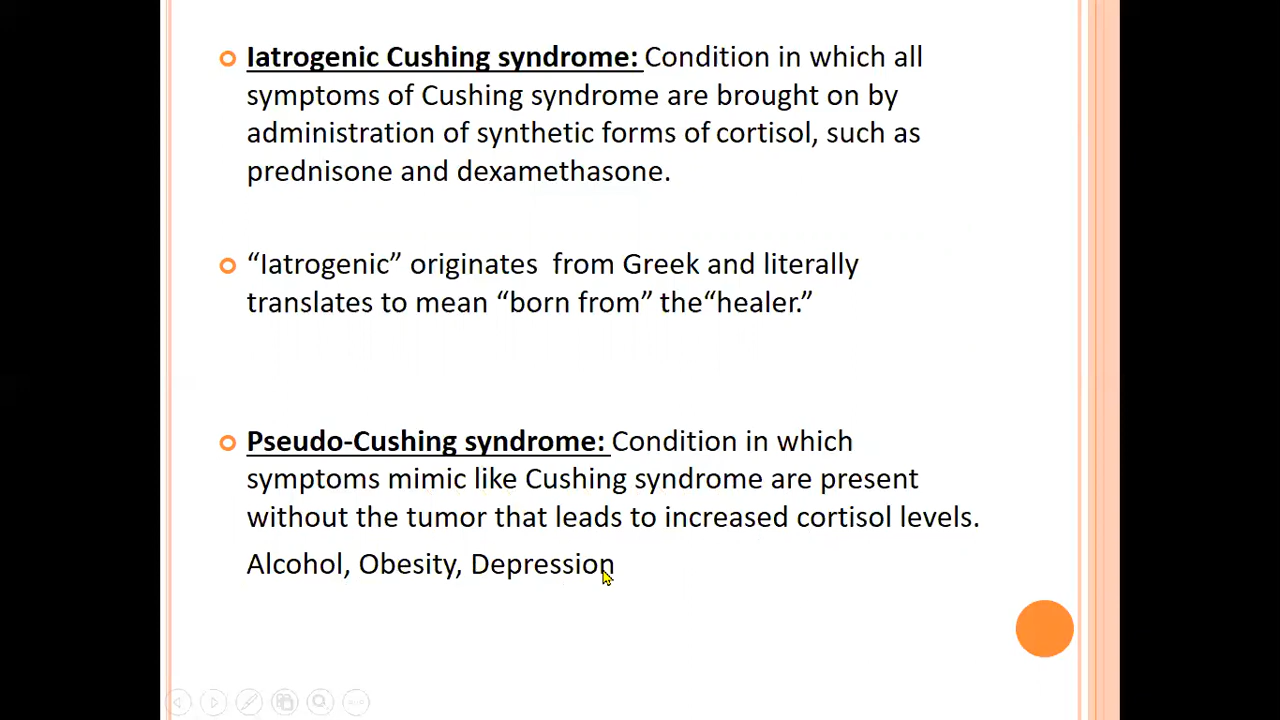 Iatrogenic Cushing syndrome: Condition in which all
symptoms of Cushing syndrome are brought on by
administration of synthetic forms of cortisol, such as
prednisone and dexamethasone.
“Iatrogenic” originates  from Greek and literally
translates to mean “born from” the“healer.”
Pseudo-Cushing syndrome: Condition in which
symptoms mimic like Cushing syndrome are present
without the tumor that leads to increased cortisol levels.
Alcohol, Obesity, Depression